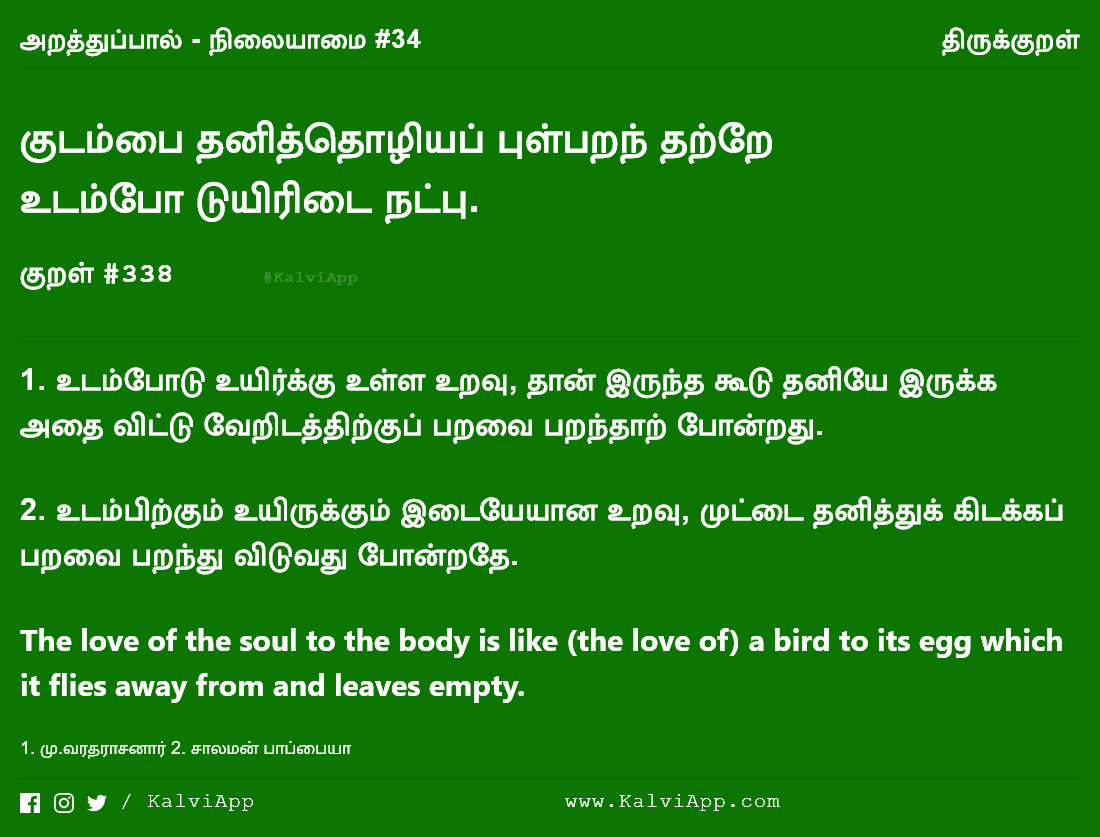 அறத்துப்பால் - நிலையாமை #34
திருக்குறள்
குடம்பை தனித்தொழியப் புள்பறந் தற்றே
உடம்போ டுயிரிடை நட்பு.
குறள் #338
#KalviApp
1. உடம்போடு உயிர்க்கு உள்ள உறவு, தான் இருந்த கூடு தனியே இருக்க
அதை விட்டு வேறிடத்திற்குப் பறவை பறந்தாற் போன்றது.
2. உடம்பிற்கும் உயிருக்கும் இடையேயான உறவு, முட்டை தனித்துக் கிடக்கப்
பறவை பறந்து விடுவது போன்றதே.
The love of the soul to the body is like (the love of) a bird to its egg which
it flies away from and leaves empty.
1. மு.வரதராசனார் 2. சாலமன் பாப்பையா
/ KalviApp
www.KalviApp.com